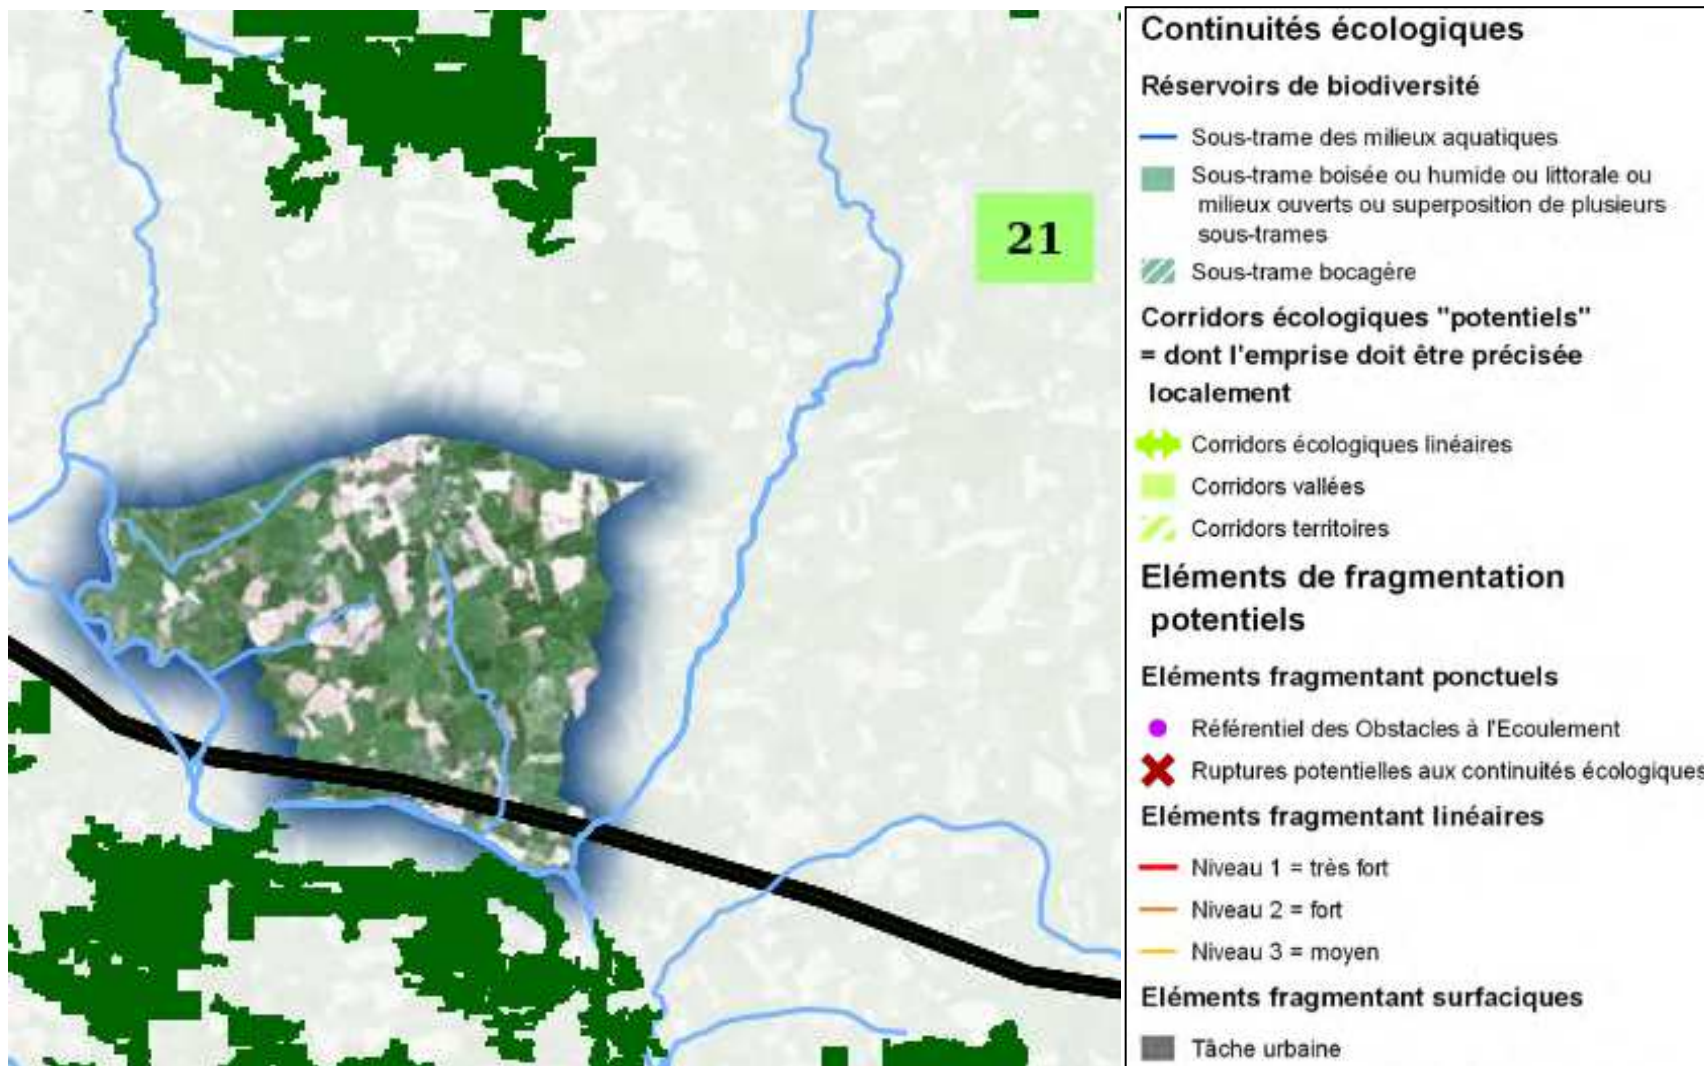 21
Continuités écologiques
Réservoirs de biodiversité
Sous-trame des milieux aquatiques
Sous-trame boisée ou humide ou littorale ou
milieux ouverts ou superposition de plusieurs
sous-trames
Sous-trame bocagère
Corridors écologiques "potentiels"
= dont l'emprise doit être précisée
localement
Corridors écologiques linéaires
Corridors vallées
Corridors territoires
Eléments de fragmentation
potentiels
Eléments fragmentant ponctuels
Référentiel des Obstacles à l'Ecoulement
Ruptures potentielles aux continuités écologiques
Eléments fragmentant linéaires
Niveau 1 = très fort
Niveau 2 = fort
Niveau 3 = moyen
Eléments fragmentant surfaciques
Tâche urbaine